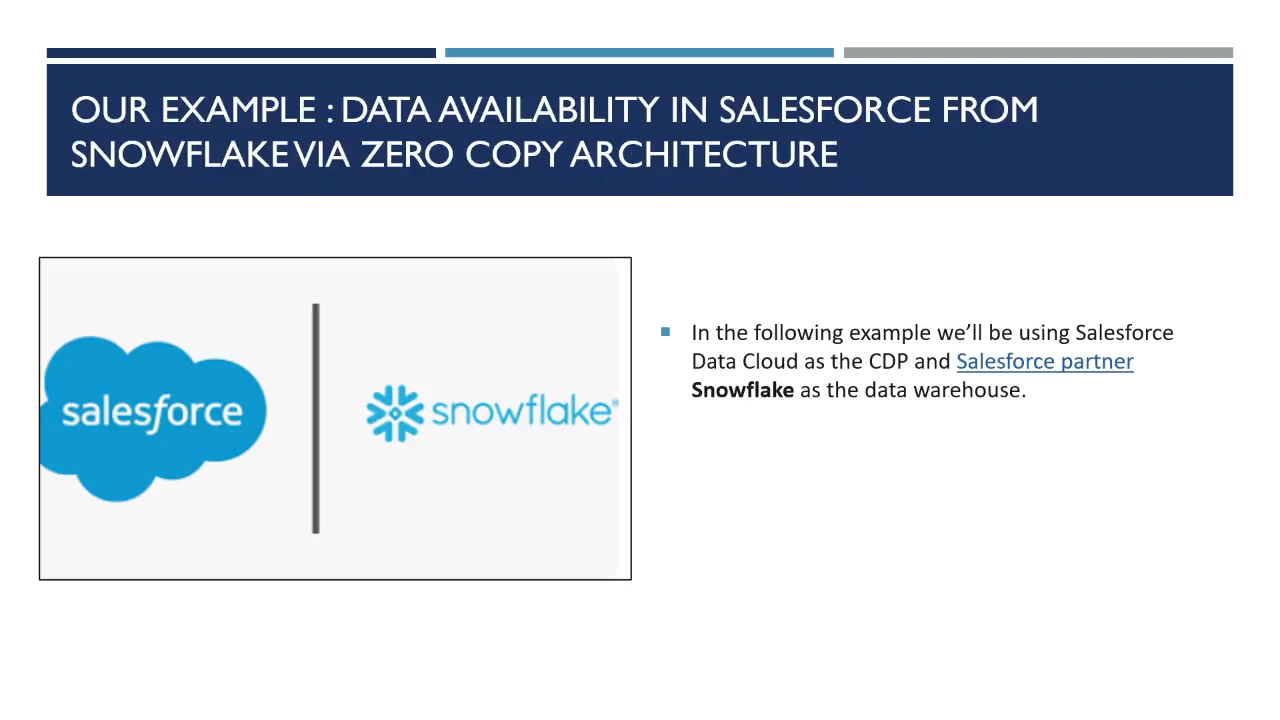 OUR EXAMPLE : DATA AVAILABILITY IN SALESFORCE FROM
SNOWFLAKE VIA ZERO COPY ARCHITECTURE
salesforce
snowflake®
In the following example we’ll be using Salesforce
Data Cloud as the CDP and Salesforce partner
Snowflake as the data warehouse.